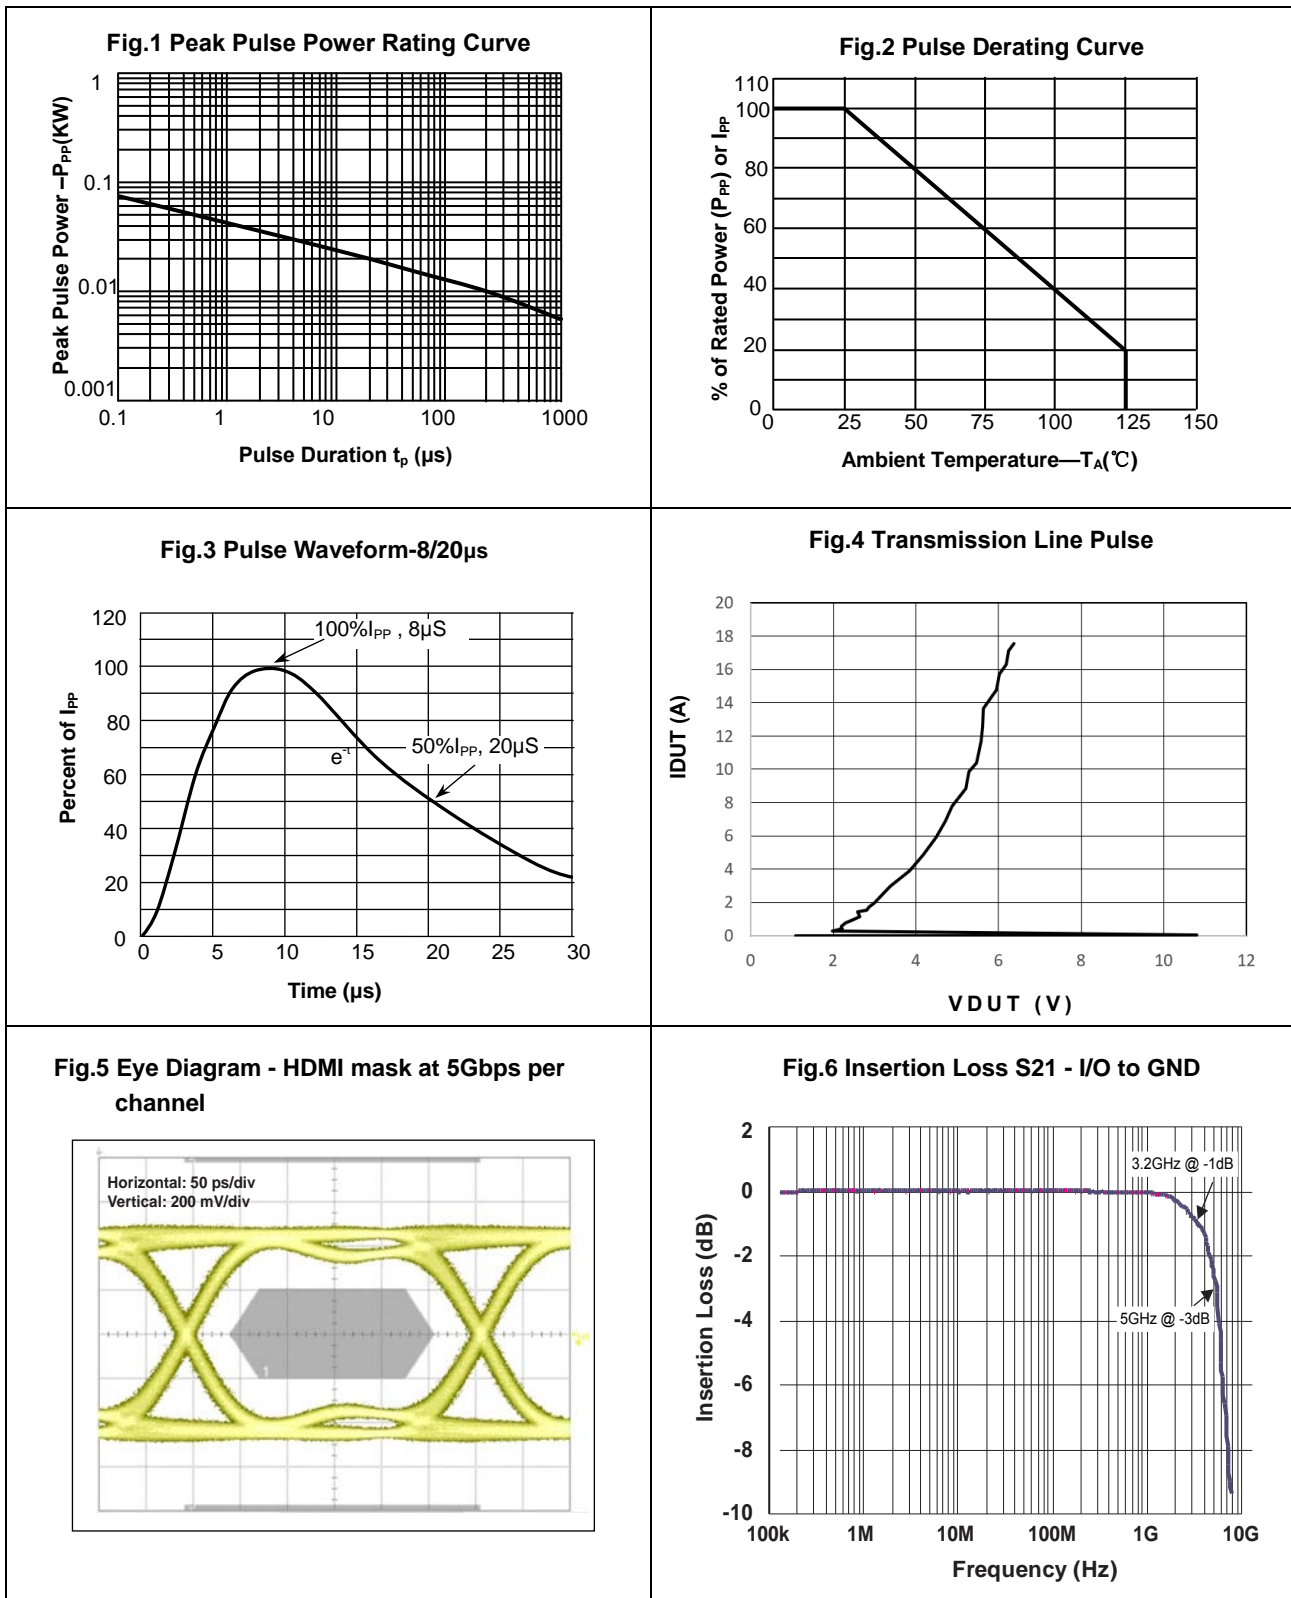 Fig.1 Peak Pulse Power Rating Curve
Peak Pulse Power –PPP(KW)
1
0.1
0.01
0.001
0.1 1 10 100 1000
Pulse Duration tp (µs)
Fig.2 Pulse Derating Curve
% of Rated Power (PPP) or IPP
110
100
80
60
40
20
0
0 25 50 75 100 125 150
Ambient Temperature—TA(℃)
Fig.3 Pulse Waveform-8/20µs
Percent of IPP
120
100
80
60
40
20
0
100%IPP , 8µS
e-t
50%IPP, 20µS
0 5 10 15 20 25 30
Time (µs)
Fig.4 Transmission Line Pulse
IDUT (A)
20
18
16
14
12
10
8
6
4
2
0
0 2 4 6 8 10 12
VDUT (V)
Fig.5 Eye Diagram - HDMI mask at 5Gbps per
channel
Horizontal: 50 ps/div
Vertical: 200 mV/div
1
Fig.6 Insertion Loss S21 - I/O to GND
Insertion Loss (dB)
2
0
-2
-4
-6
-8
-10
3.2GHz @ -1dB
5GHz @ -3dB
100k 1M 10M 100M 1G 10G
Frequency (Hz)